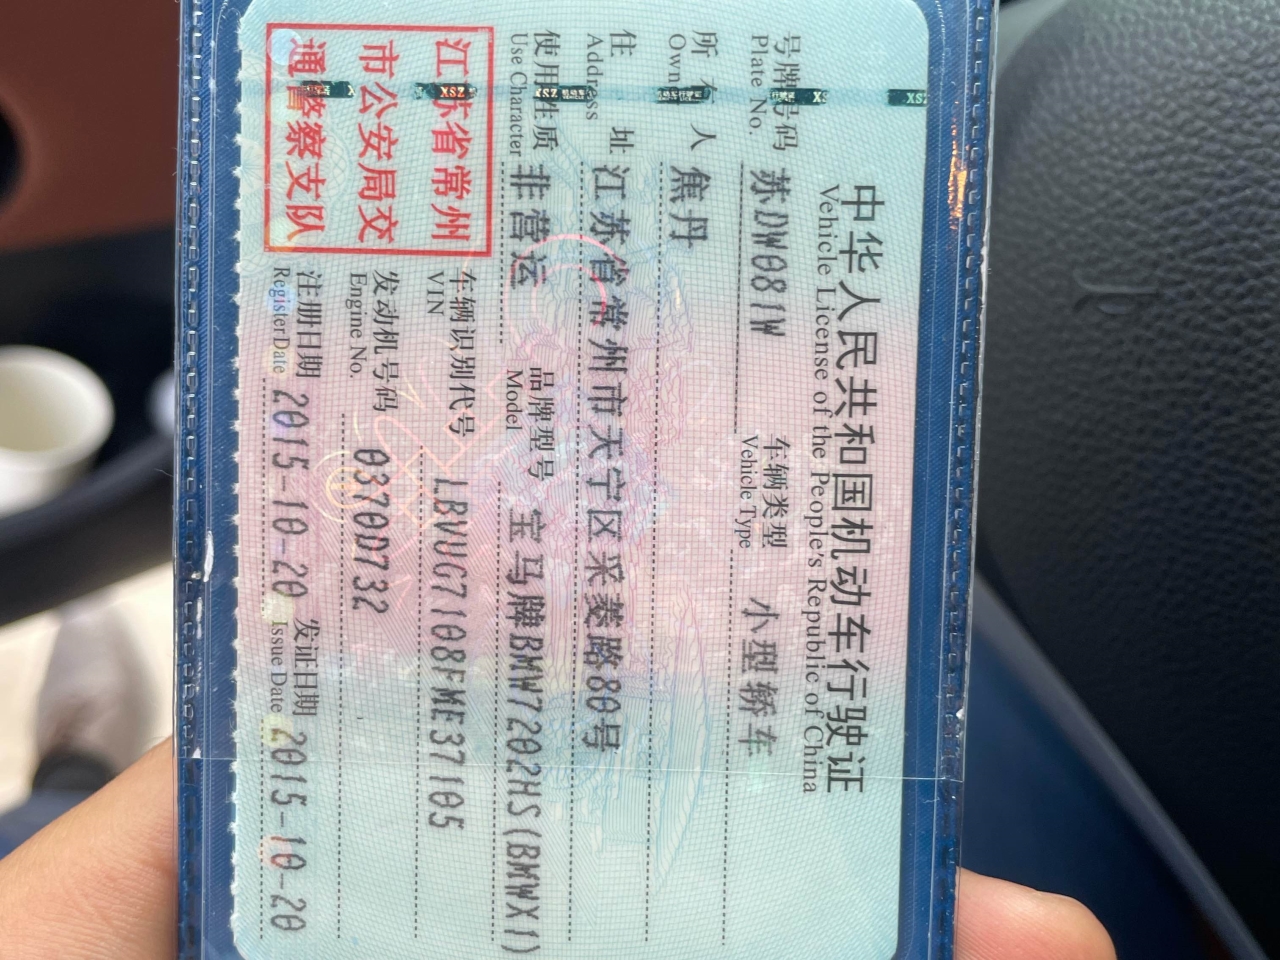 中华人民共和国机动车行驶证
Vehicle License of the People's Republic of China
号牌号码 苏DW081W 车辆类型 小型轿车
Plate No. Vehicle Type
所有人 焦丹
Owner
住址 江苏省常州市天宁区采菱路80号
Address
使用性质 非营运 品牌型号 宝马牌BMW7202HS(BMWX1)
Use Character Model
江苏省常州
市公安局交
通警察支队
车辆识别代号 LBVUG7108FME37105
VIN
发动机号码 0370D732
Engine No.
注册日期 2015-10-20 发证日期 2015-10-20
Register Date Issue Date